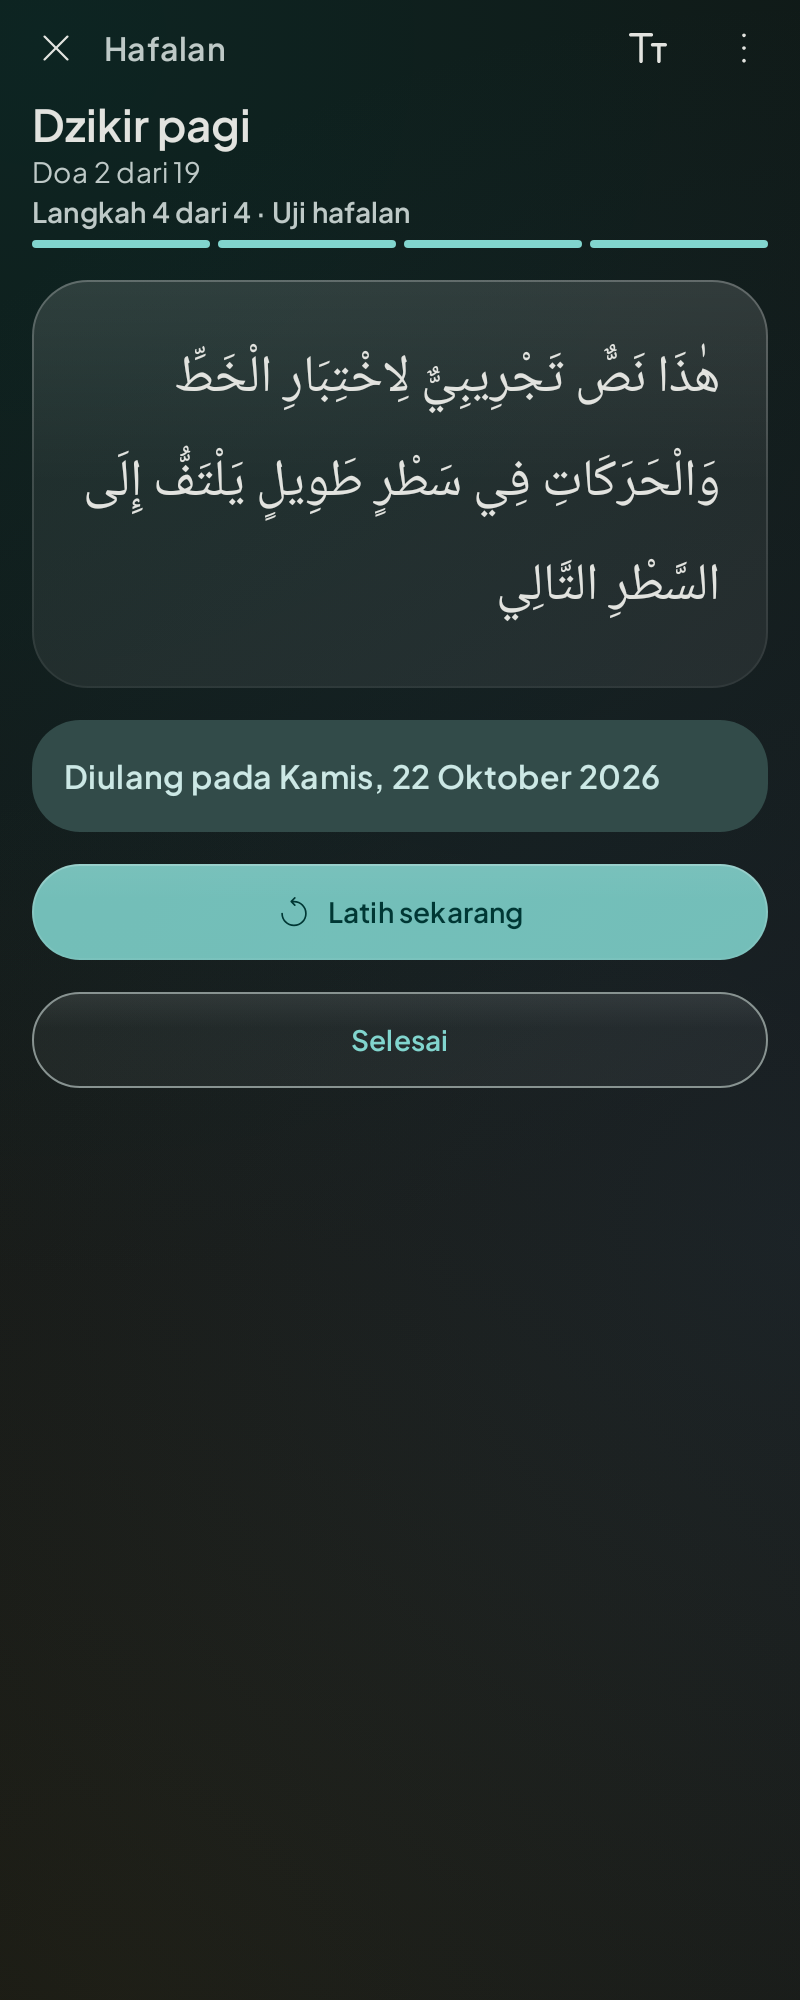 Hafalan
Dzikir pagi
Doa 2 dari 19
Langkah 4 dari 4 · Uji hafalan
هٰذَا نَصٌّ تَجْرِيبِيٌّ لِاخْتِبَارِ الْخَطِّ
وَالْحَرَكَاتِ فِي سَطْرٍ طَوِيلٍ يَلْتَفُّ إِلَى
السَّطْرِ التَّالِي
Diulang pada Kamis, 22 Oktober 2026
Latih sekarang
Selesai